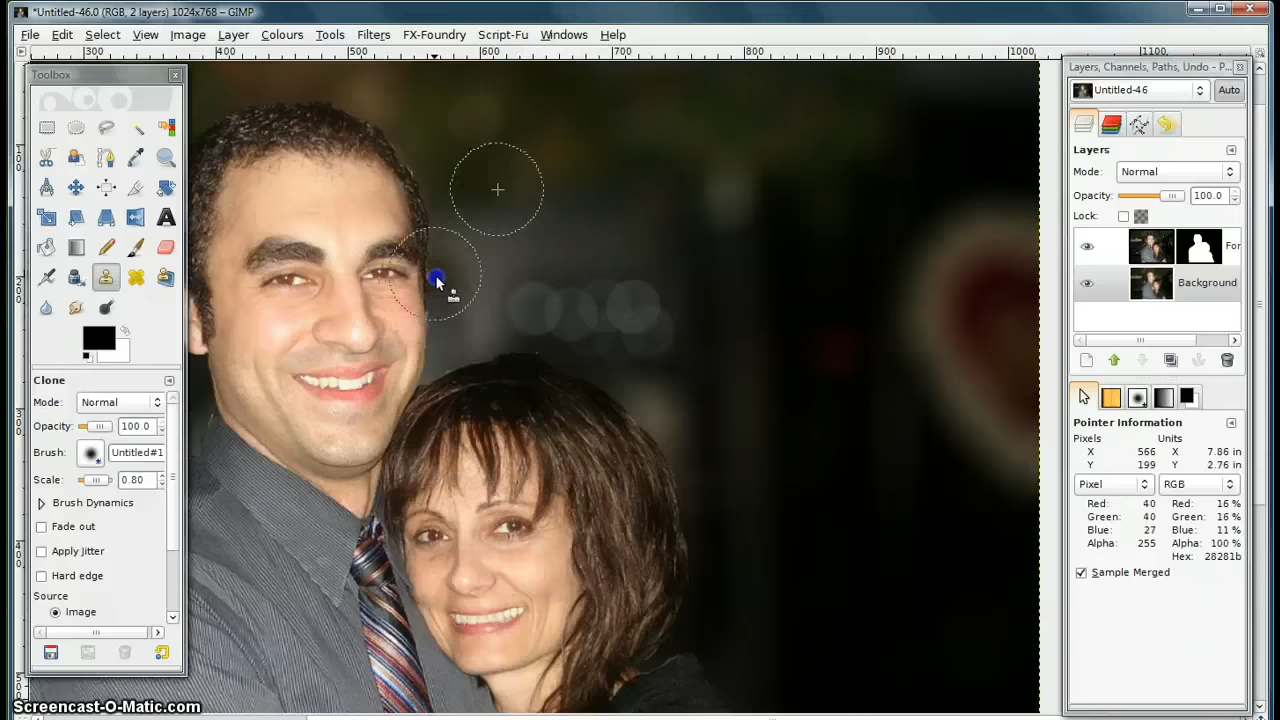 *Untitled-46.0 (RGB, 2 layers) 1024x768 – GIMP
File Edit Select View Image Layer Colours Tools Filters FX-Foundry Script-Fu Windows Help
300 400 500 600 700 800 900 1000 1100
Toolbox
Layers, Channels, Paths, Undo - P...
Untitled-46 Auto
Layers
Mode: Normal
Opacity: 100.0
Lock:
For
Background
Clone
Mode: Normal
Opacity: 100.0
Brush: Untitled#1
Scale: 0.80
Brush Dynamics
Fade out
Apply Jitter
Hard edge
Source
Image
Pointer Information
Pixels Units
X 566 X 7.86 in
Y 199 Y 2.76 in
Pixel RGB
Red: 40 Red: 16 %
Green: 40 Green: 16 %
Blue: 27 Blue: 11 %
Alpha: 255 Alpha: 100 %
Hex: 28281b
Sample Merged
Screencast-O-Matic.com